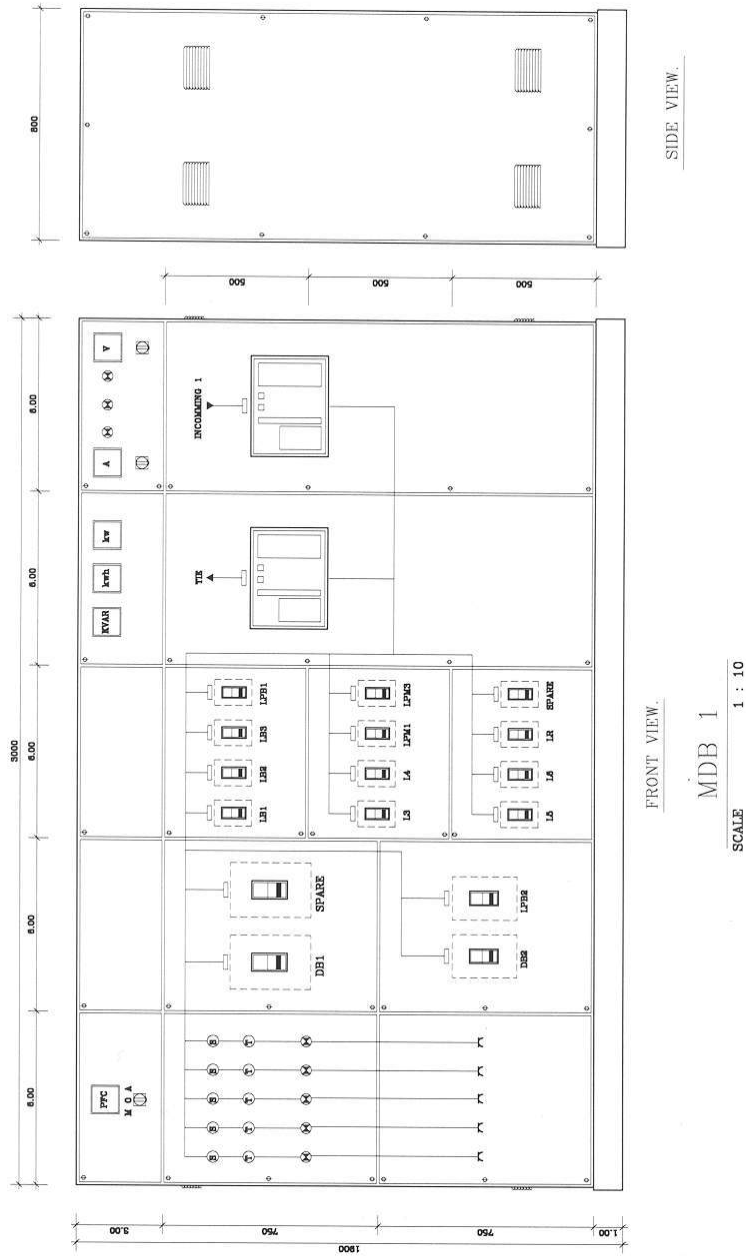 3000
800
6.00 6.00 6.00 6.00 6.00
3.00
750
750
1.00
1900
PFC
M O A
KVAR kwh kw
A V
S S S S S
T T T T T
DB1 SPARE
DB2 LPB2
LB1 LB2 LB3 LPB1
L3 L4 LPM1 LPM3
L5 L6 LR SPARE
TIE
INCOMMING 1
500
500
500
FRONT VIEW.
SIDE VIEW.
MDB 1
SCALE 1 : 10